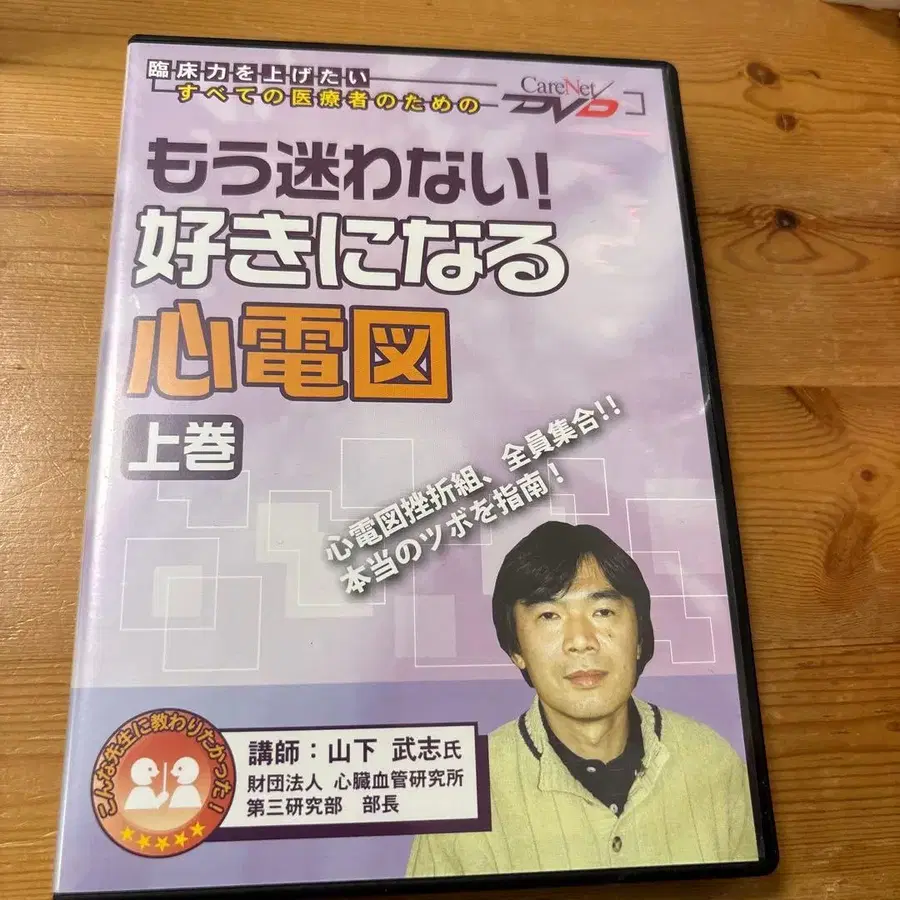 臨床力を上げたい
すべての医療者のための
CareNet
DVD
もう迷わない!
好きになる
心電図
上巻
心電図挫折組、全員集合!!
本当のツボを指南!
こんな先生に教わりたかった!
講師:山下 武志氏
財団法人 心臓血管研究所
第三研究部 部長